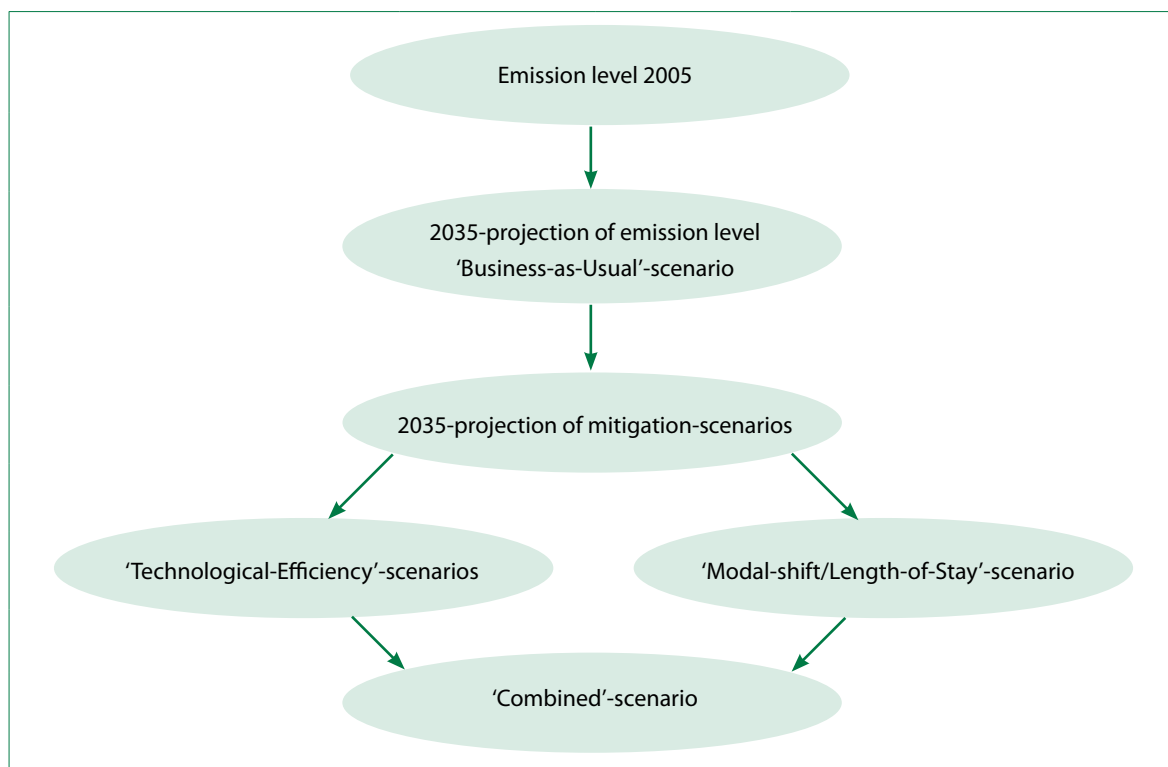 Emission level 2005
2035-projection of emission level
‘Business-as-Usual’-scenario
2035-projection of mitigation-scenarios
‘Technological-Efficiency’-scenarios
‘Modal-shift/Length-of-Stay’-scenario
‘Combined’-scenario